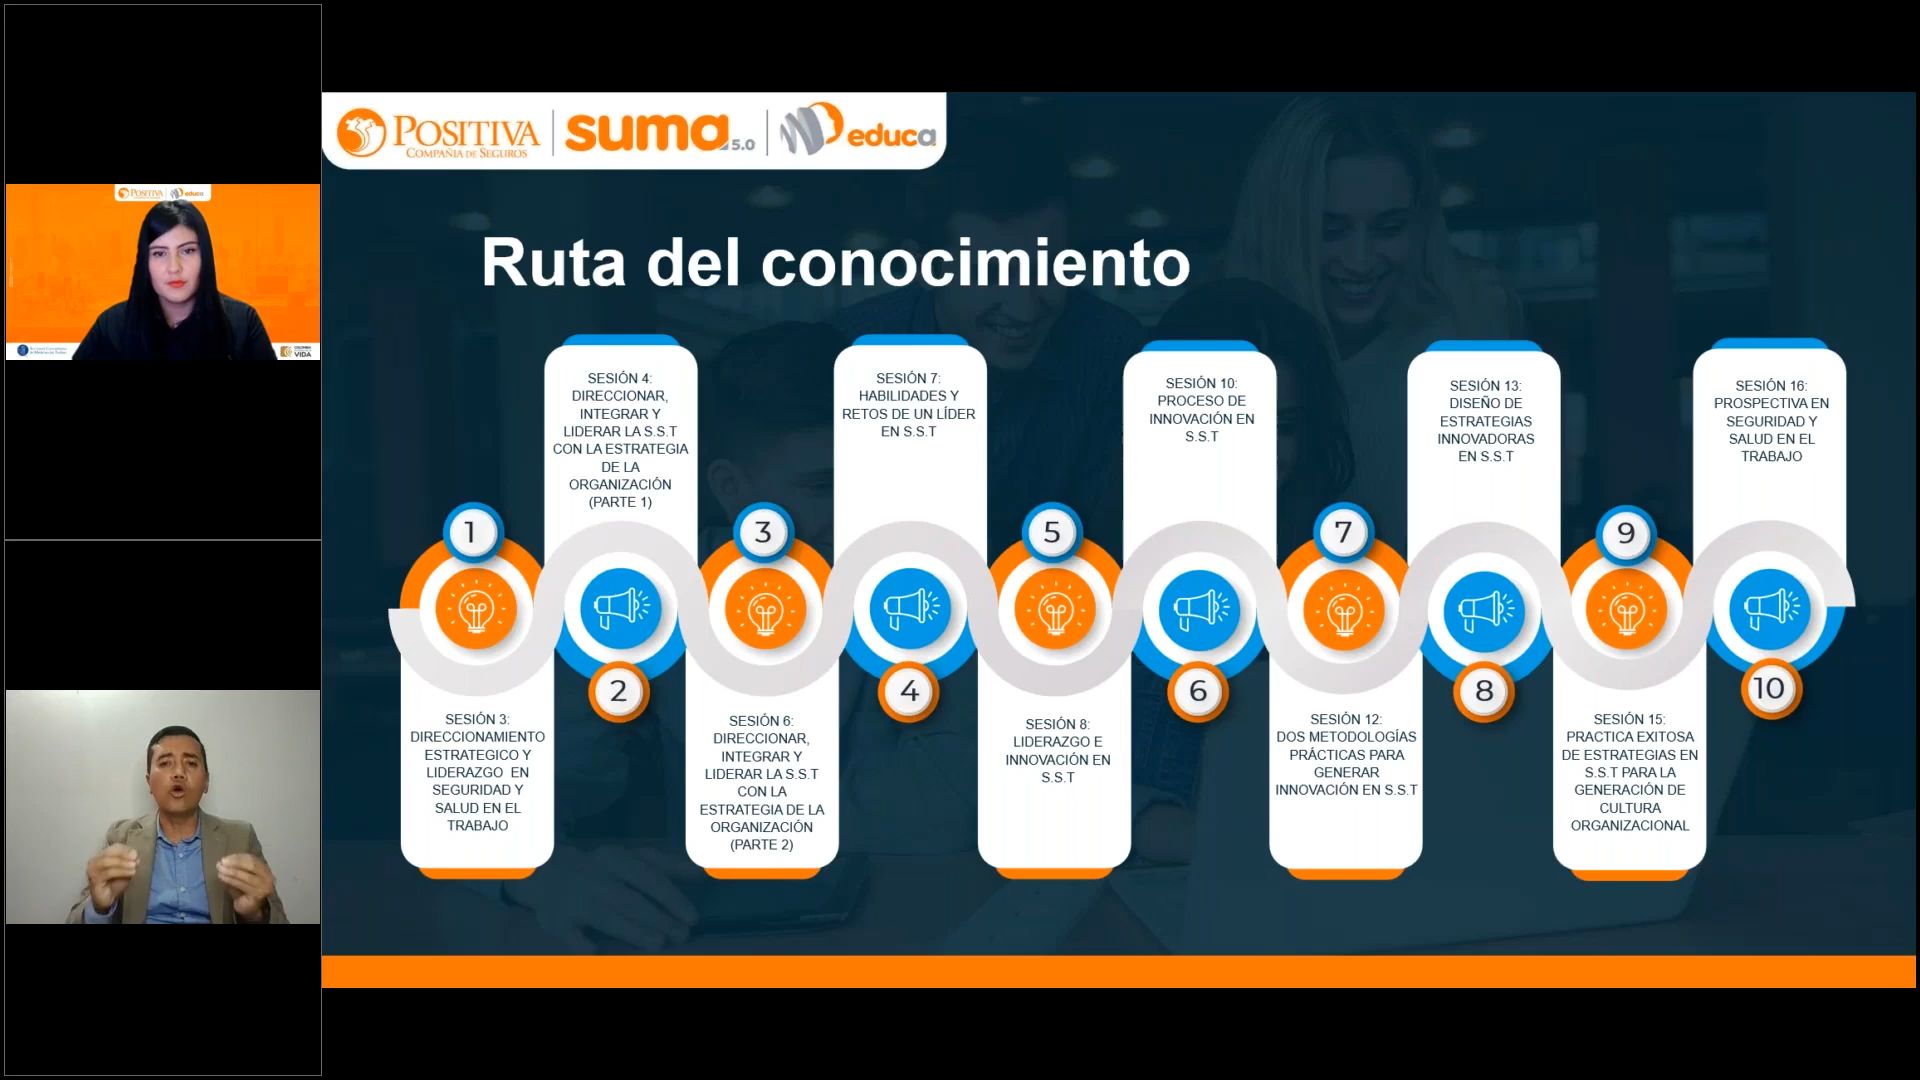 POSITIVA
COMPAÑÍA DE SEGUROS
suma 5.0
educa
POSITIVA
educa
VIDA
Ruta del conocimiento
SESIÓN 4:
DIRECCIONAR,
INTEGRAR Y
LIDERAR LA S.S.T
CON LA ESTRATEGIA
DE LA
ORGANIZACIÓN
(PARTE 1)
SESIÓN 7:
HABILIDADES Y
RETOS DE UN LÍDER
EN S.S.T
SESIÓN 10:
PROCESO DE
INNOVACIÓN EN
S.S.T
SESIÓN 13:
DISEÑO DE
ESTRATEGIAS
INNOVADORAS
EN S.S.T
SESIÓN 16:
PROSPECTIVA EN
SEGURIDAD Y
SALUD EN EL
TRABAJO
1
3
5
7
9
2
4
6
8
10
SESIÓN 3:
DIRECCIONAMIENTO
ESTRATEGICO Y
LIDERAZGO EN
SEGURIDAD Y
SALUD EN EL
TRABAJO
SESIÓN 6:
DIRECCIONAR,
INTEGRAR Y
LIDERAR LA S.S.T
CON LA
ESTRATEGIA DE LA
ORGANIZACIÓN
(PARTE 2)
SESIÓN 8:
LIDERAZGO E
INNOVACIÓN EN
S.S.T
SESIÓN 12:
DOS METODOLOGÍAS
PRÁCTICAS PARA
GENERAR
INNOVACIÓN EN S.S.T
SESIÓN 15:
PRACTICA EXITOSA
DE ESTRATEGIAS EN
S.S.T PARA LA
GENERACIÓN DE
CULTURA
ORGANIZACIONAL